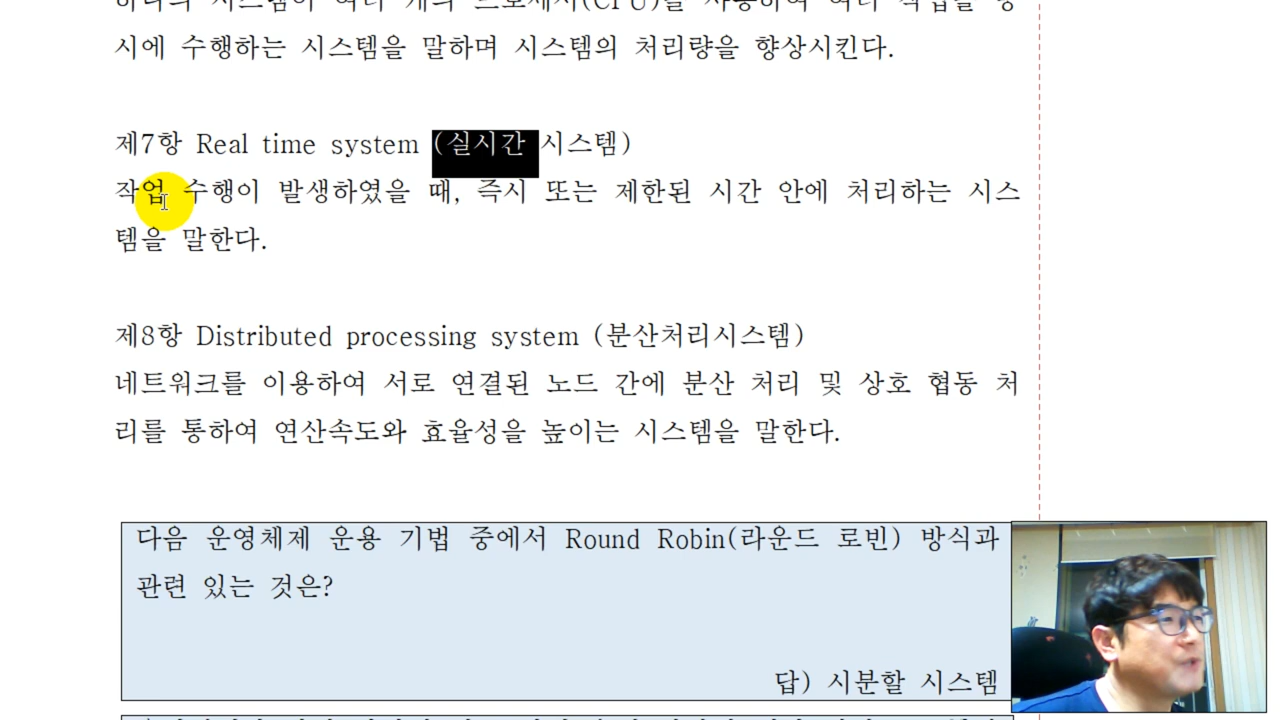 시에 수행하는 시스템을 말하며 시스템의 처리량을 향상시킨다.
제7항 Real time system (실시간 시스템)
작업 수행이 발생하였을 때, 즉시 또는 제한된 시간 안에 처리하는 시스
템을 말한다.
제8항 Distributed processing system (분산처리시스템)
네트워크를 이용하여 서로 연결된 노드 간에 분산 처리 및 상호 협동 처
리를 통하여 연산속도와 효율성을 높이는 시스템을 말한다.
다음 운영체제 운용 기법 중에서 Round Robin(라운드 로빈) 방식과
관련 있는 것은?
답) 시분할 시스템